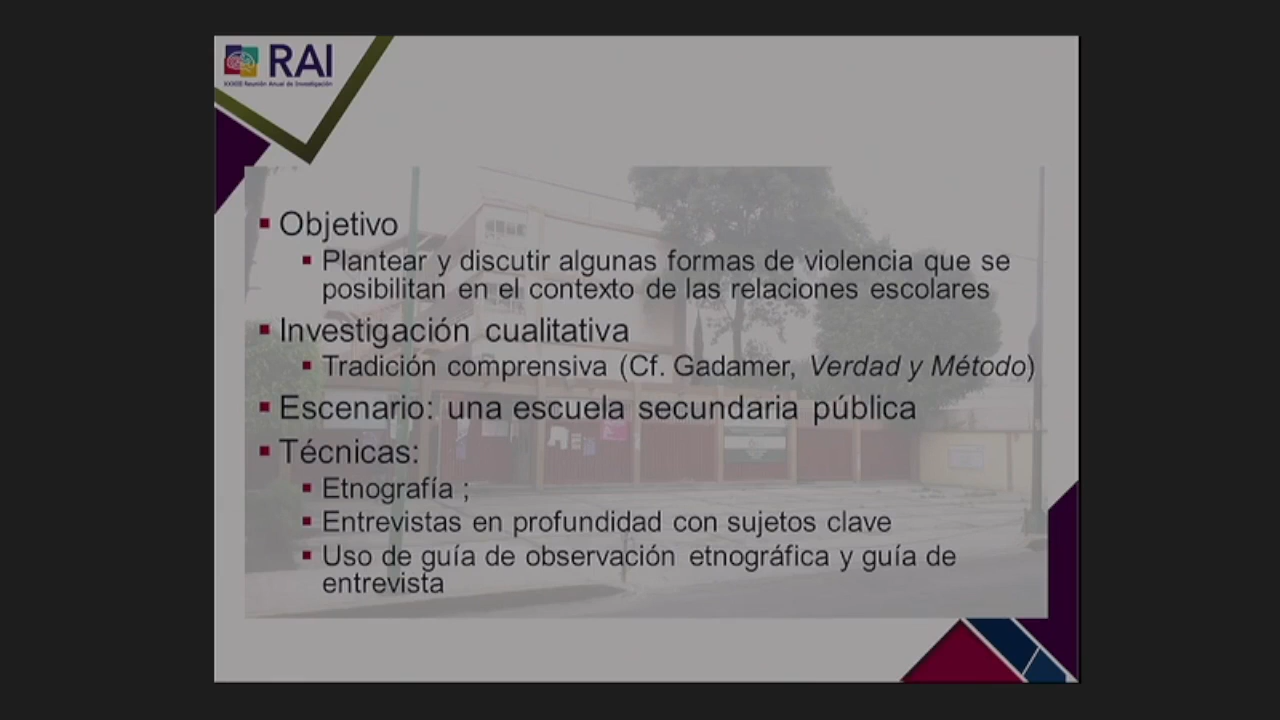 RAI
Reunión Anual de Investigación
Objetivo
Plantear y discutir algunas formas de violencia que se
posibilitan en el contexto de las relaciones escolares
Investigación cualitativa
Tradición comprensiva (Cf. Gadamer, Verdad y Método)
Escenario: una escuela secundaria pública
Técnicas:
Etnografía ;
Entrevistas en profundidad con sujetos clave
Uso de guía de observación etnográfica y guía de
entrevista